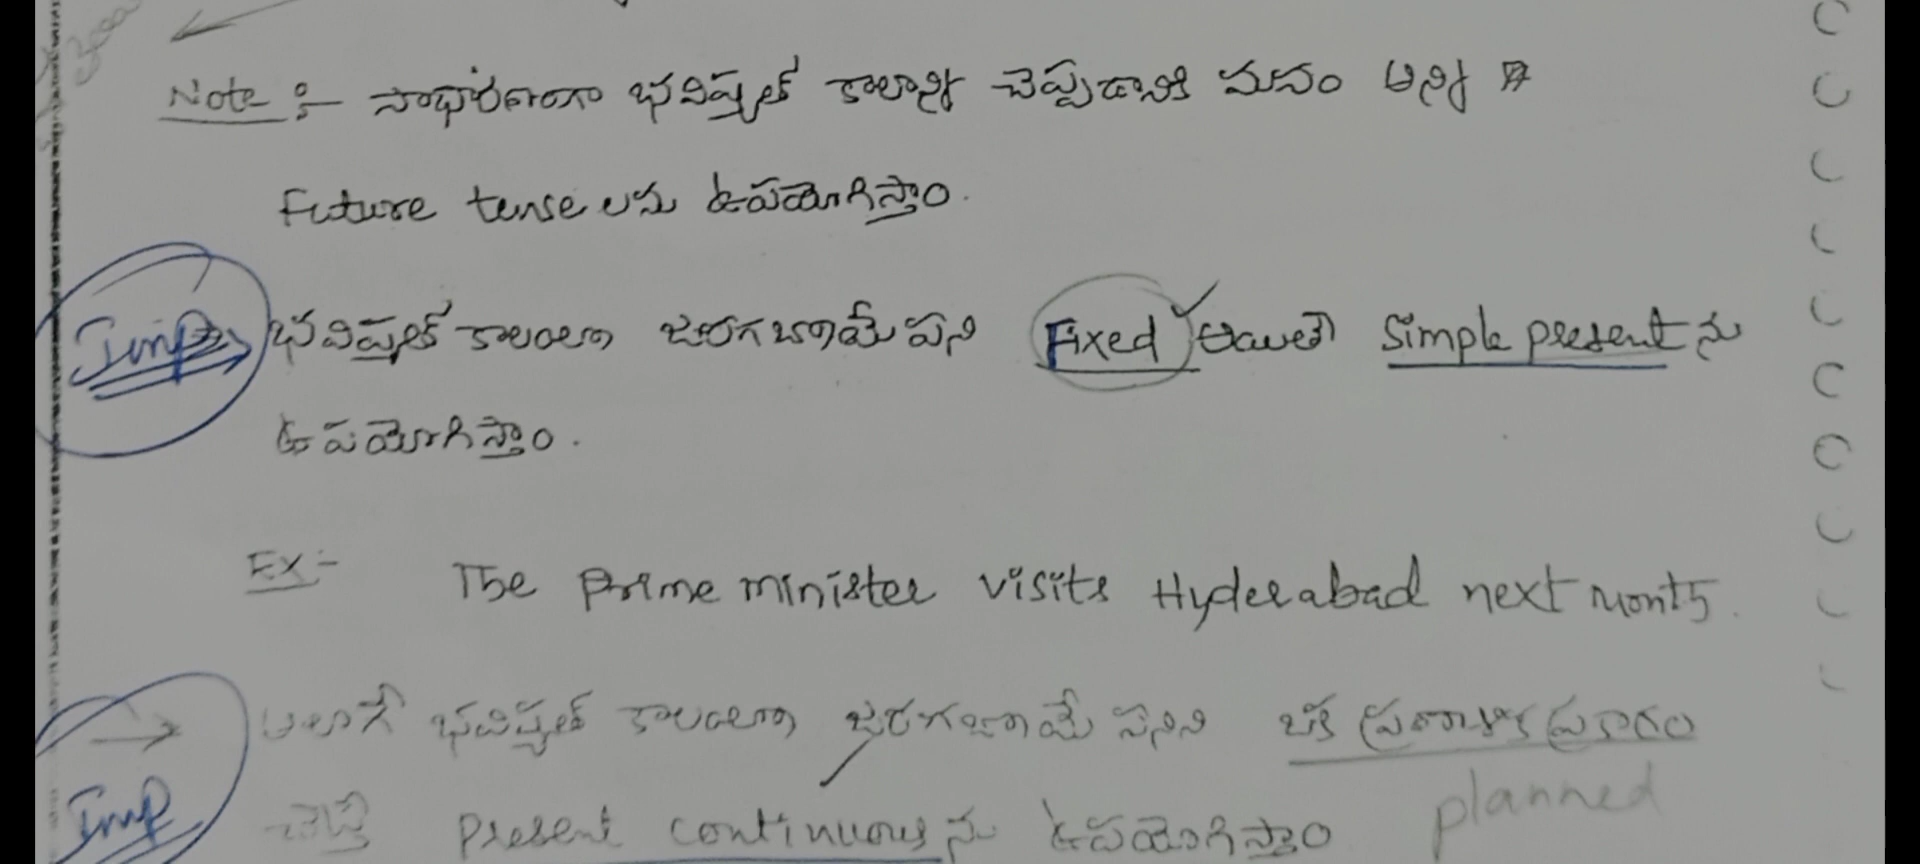 Note :- సాధారణంగా భవిష్యత్ కాలాన్ని చెప్పడానికి మనం అన్ని
Future tense లను ఉపయోగిస్తాం.
Imp భవిష్యత్ కాలంలో జరగబోయే పని Fixed అయితే Simple present ను
ఉపయోగిస్తాం.
Ex:- The Prime minister visits Hyderabad next month.
→ అలాగే భవిష్యత్ కాలంలో జరగబోయే పనిని ఒక ప్రణాళిక ప్రకారం
planned
Imp చెప్తే present continuous ను ఉపయోగిస్తాం